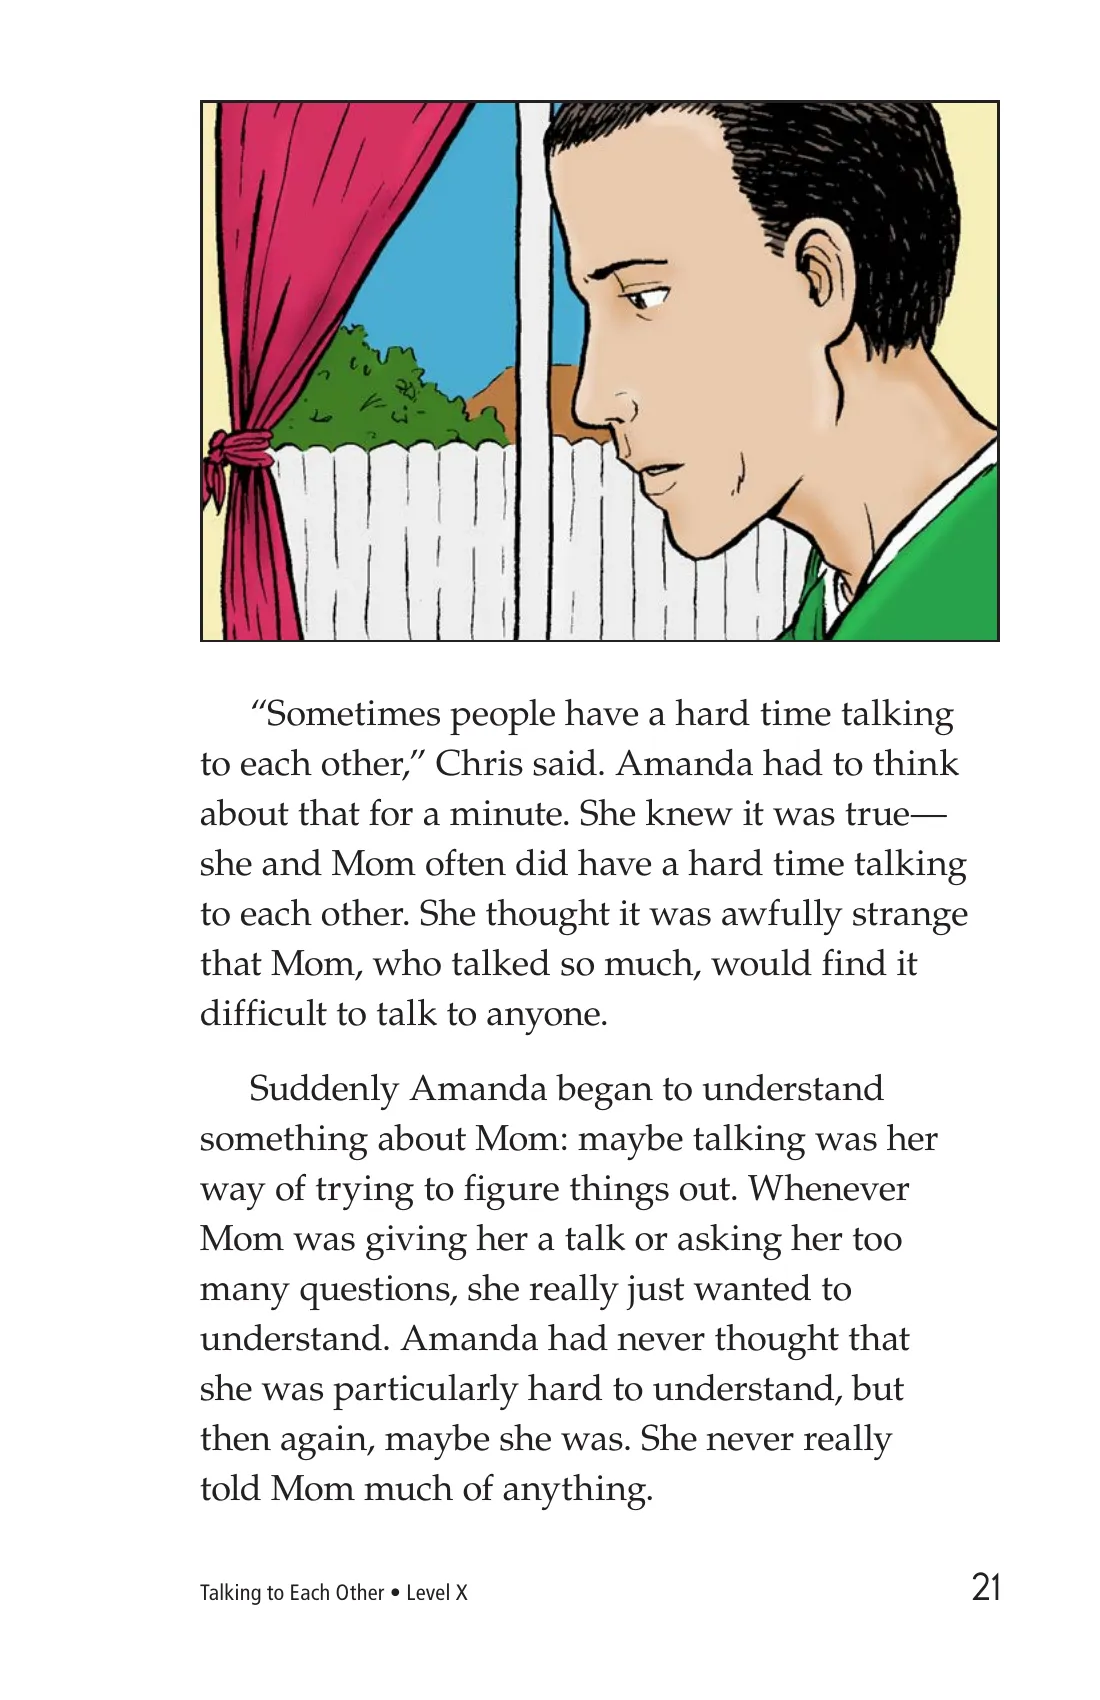 “Sometimes people have a hard time talking
to each other,” Chris said. Amanda had to think
about that for a minute. She knew it was true—
she and Mom often did have a hard time talking
to each other. She thought it was awfully strange
that Mom, who talked so much, would find it
difficult to talk to anyone.
Suddenly Amanda began to understand
something about Mom: maybe talking was her
way of trying to figure things out. Whenever
Mom was giving her a talk or asking her too
many questions, she really just wanted to
understand. Amanda had never thought that
she was particularly hard to understand, but
then again, maybe she was. She never really
told Mom much of anything.
Talking to Each Other • Level X
21